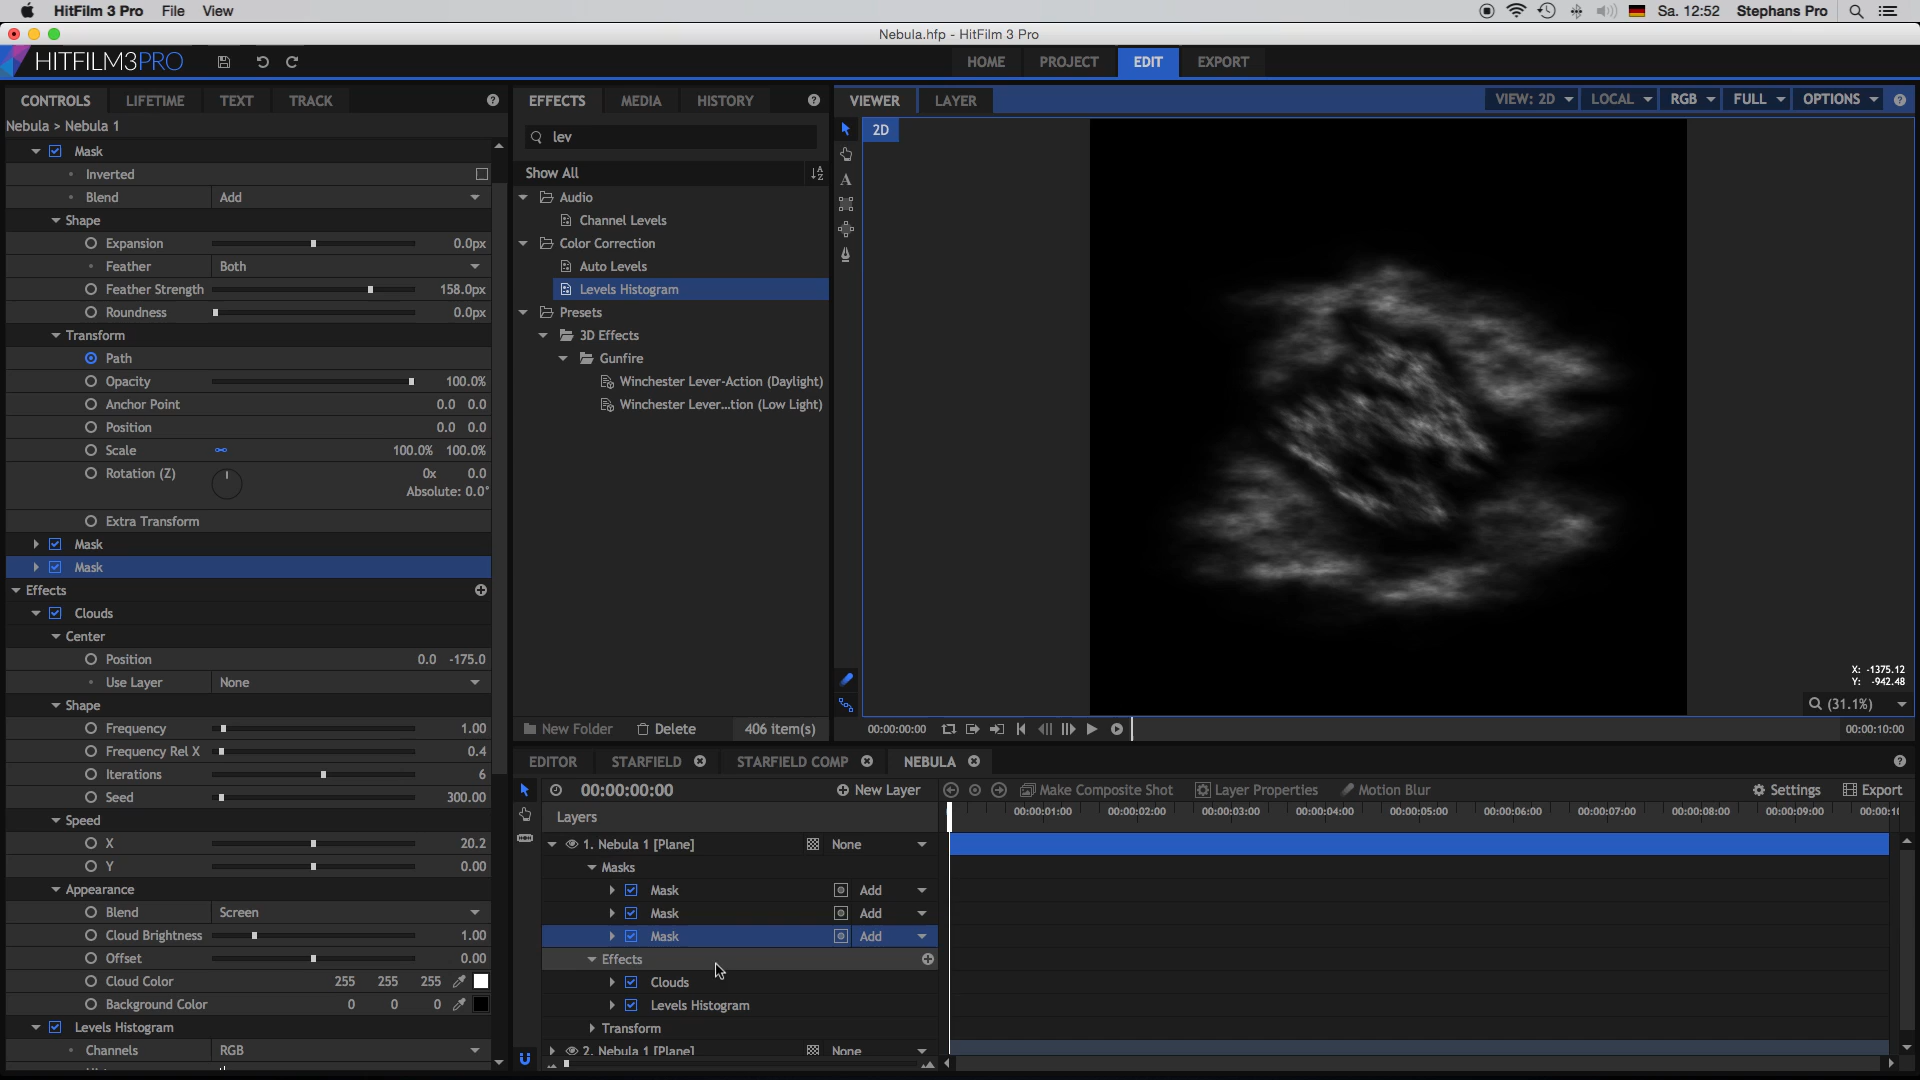 HitFilm 3 Pro File View Sa. 12:52 Stephans Pro
Nebula.hfp - HitFilm 3 Pro
HITFILM3PRO HOME PROJECT EDIT EXPORT
CONTROLS LIFETIME TEXT TRACK
Nebula > Nebula 1
Mask
Inverted
Blend Add
Shape
Expansion 0.0px
Feather Both
Feather Strength 158.0px
Roundness 0.0px
Transform
Path
Opacity 100.0%
Anchor Point 0.0 0.0
Position 0.0 0.0
Scale 100.0% 100.0%
Rotation (Z) 0x 0.0
Absolute: 0.0°
Extra Transform
Mask
Mask
Effects
Clouds
Center
Position 0.0 -175.0
Use Layer None
Shape
Frequency 1.00
Frequency Rel X 0.4
Iterations 6
Seed 300.00
Speed
X 20.2
Y 0.00
Appearance
Blend Screen
Cloud Brightness 1.00
Offset 0.00
Cloud Color 255 255 255
Background Color 0 0 0
Levels Histogram
Channels RGB
EFFECTS MEDIA HISTORY
lev
Show All
Audio
Channel Levels
Color Correction
Auto Levels
Levels Histogram
Presets
3D Effects
Gunfire
Winchester Lever-Action (Daylight)
Winchester Lever...tion (Low Light)
New Folder Delete 406 item(s)
VIEWER LAYER VIEW: 2D LOCAL RGB FULL OPTIONS
2D
X: -1375.12
Y: -942.48
(31.1%)
00:00:00:00 00:00:10:00
EDITOR STARFIELD STARFIELD COMP NEBULA
00:00:00:00 New Layer Make Composite Shot Layer Properties Motion Blur Settings Export
Layers 00:00:01:00 00:00:02:00 00:00:03:00 00:00:04:00 00:00:05:00 00:00:06:00 00:00:07:00 00:00:08:00 00:00:09:00
1. Nebula 1 [Plane] None
Masks
Mask Add
Mask Add
Mask Add
Effects
Clouds
Levels Histogram
Transform
2. Nebula 1 [Plane] None